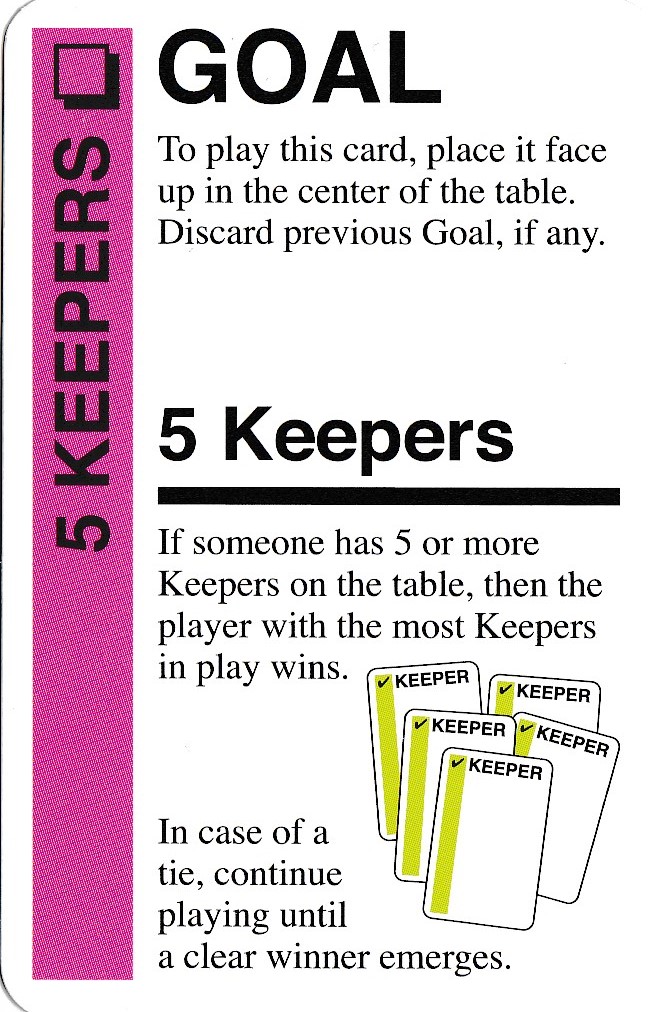 5 KEEPERS
GOAL
To play this card, place it face
up in the center of the table.
Discard previous Goal, if any.
5 Keepers
If someone has 5 or more
Keepers on the table, then the
player with the most Keepers
in play wins.
KEEPER
KEEPER
KEEPER
KEEPER
KEEPER
In case of a
tie, continue
playing until
a clear winner emerges.